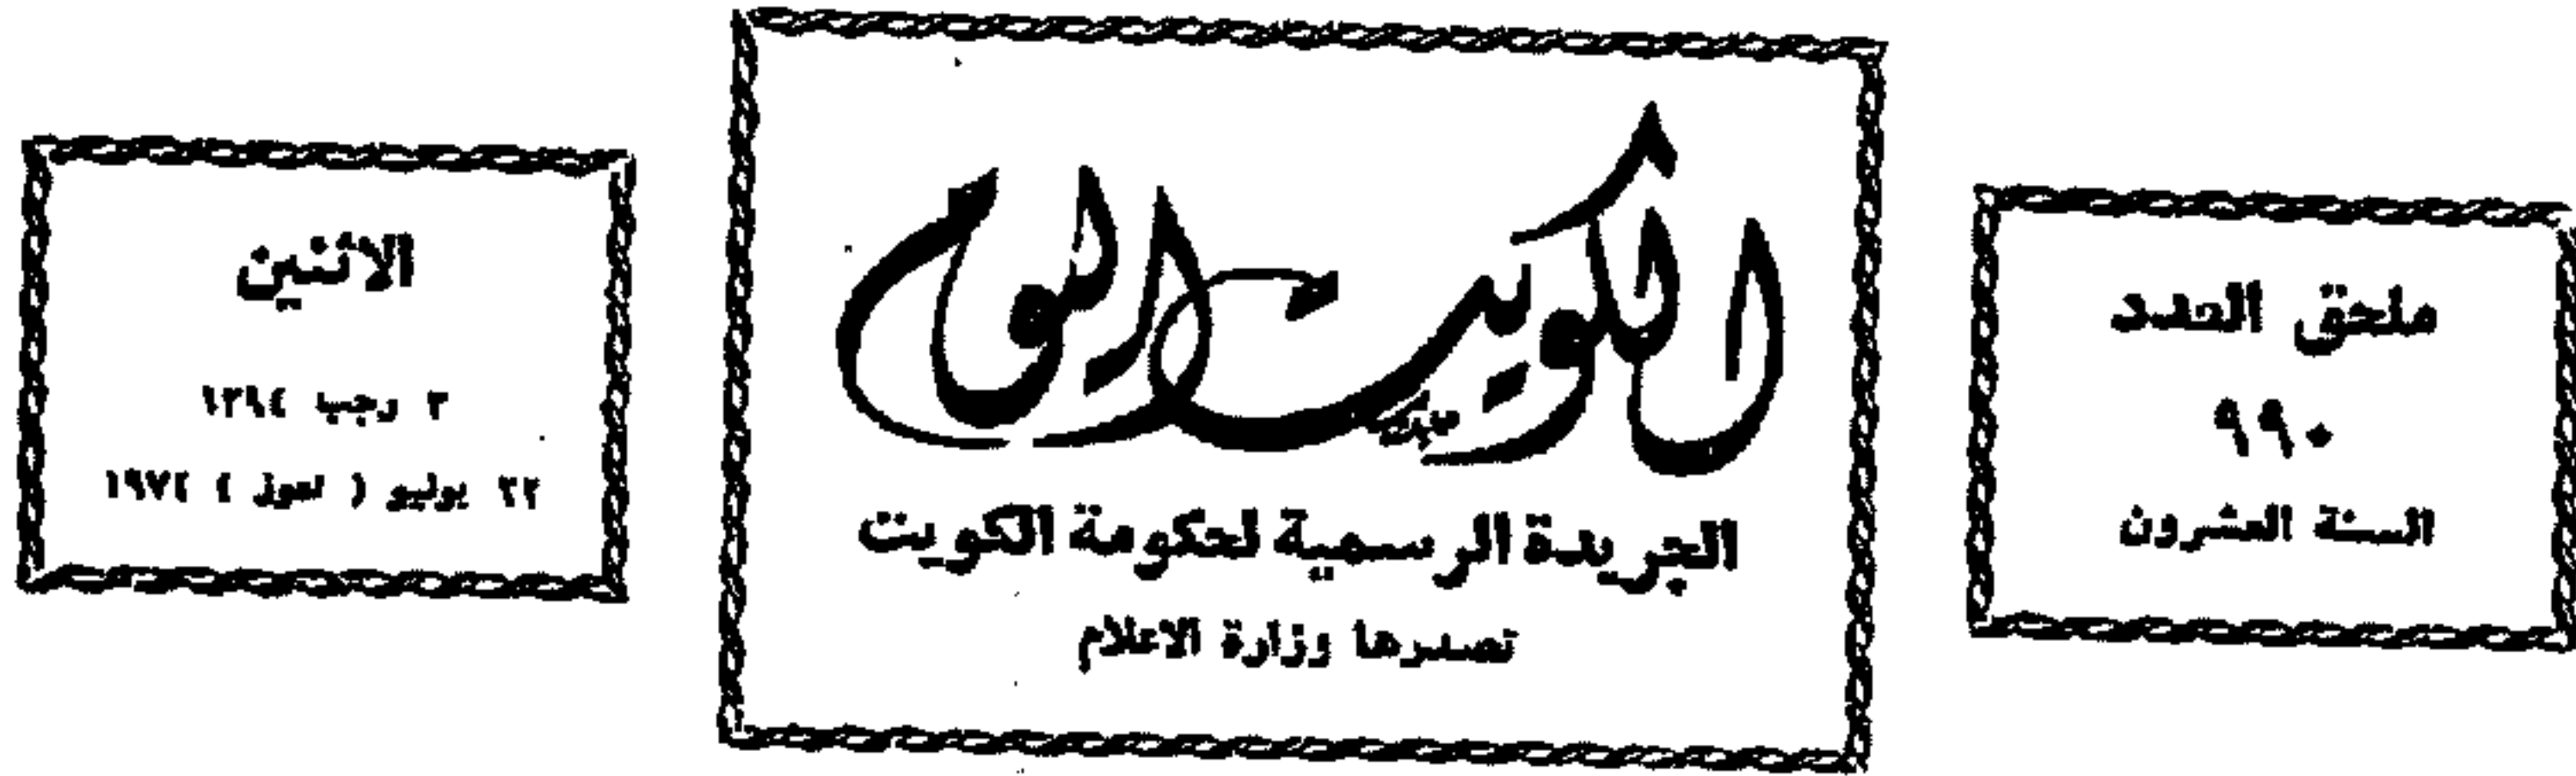 ملحق العدد
٩٩٠
السنة العشرون
الكويت اليوم
الجريدة الرسمية لحكومة الكويت
تصدرها وزارة الاعلام
الاثنين
٣ رجب ١٣٩٤
٢٢ يوليو ( تموز ) ١٩٧٤